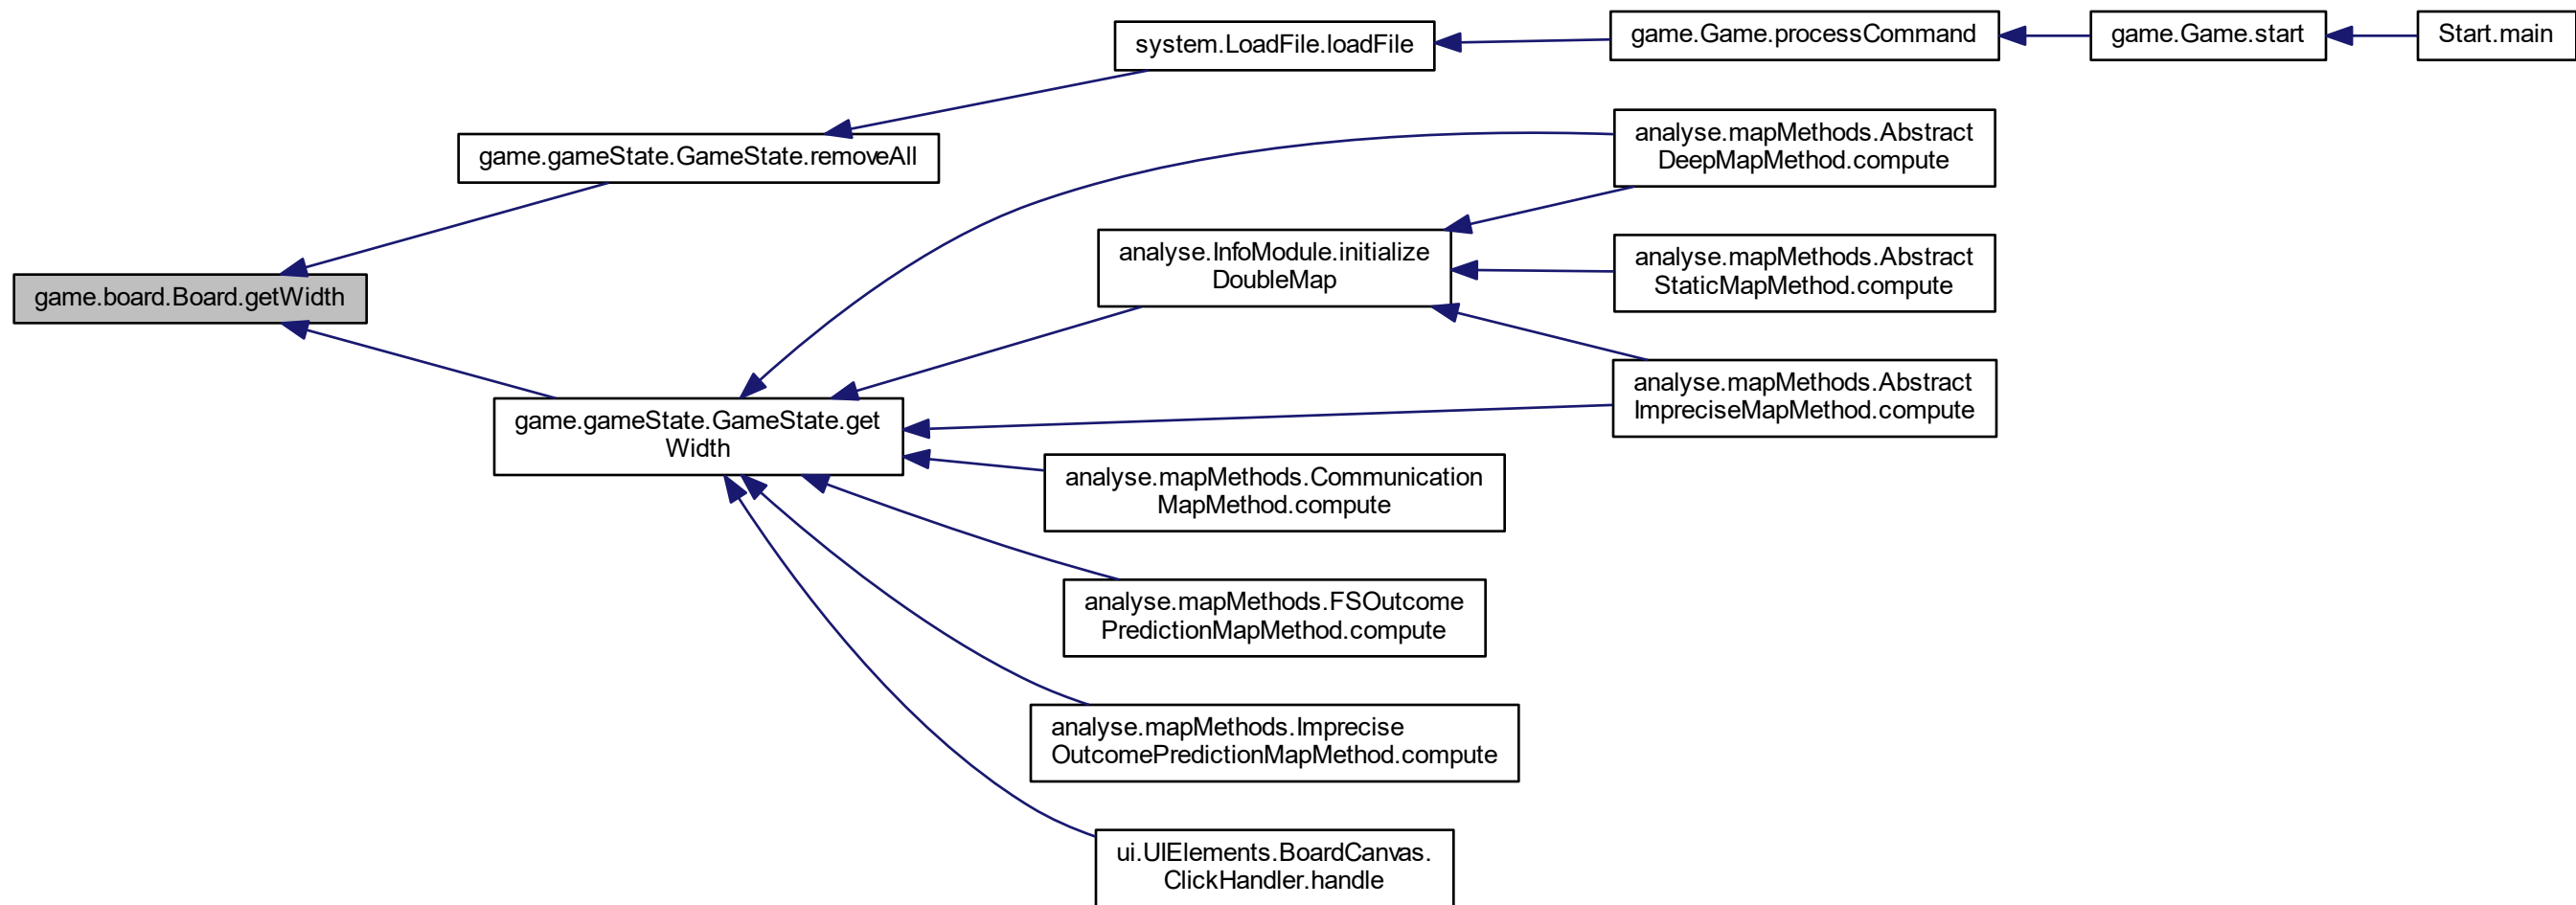 system.LoadFile.loadFile
game.Game.processCommand
game.Game.start
Start.main
game.gameState.GameState.removeAll
analyse.mapMethods.Abstract
DeepMapMethod.compute
analyse.InfoModule.initialize
DoubleMap
analyse.mapMethods.Abstract
StaticMapMethod.compute
game.board.Board.getWidth
analyse.mapMethods.Abstract
ImpreciseMapMethod.compute
game.gameState.GameState.get
Width
analyse.mapMethods.Communication
MapMethod.compute
analyse.mapMethods.FSOutcome
PredictionMapMethod.compute
analyse.mapMethods.Imprecise
OutcomePredictionMapMethod.compute
ui.UIElements.BoardCanvas.
ClickHandler.handle